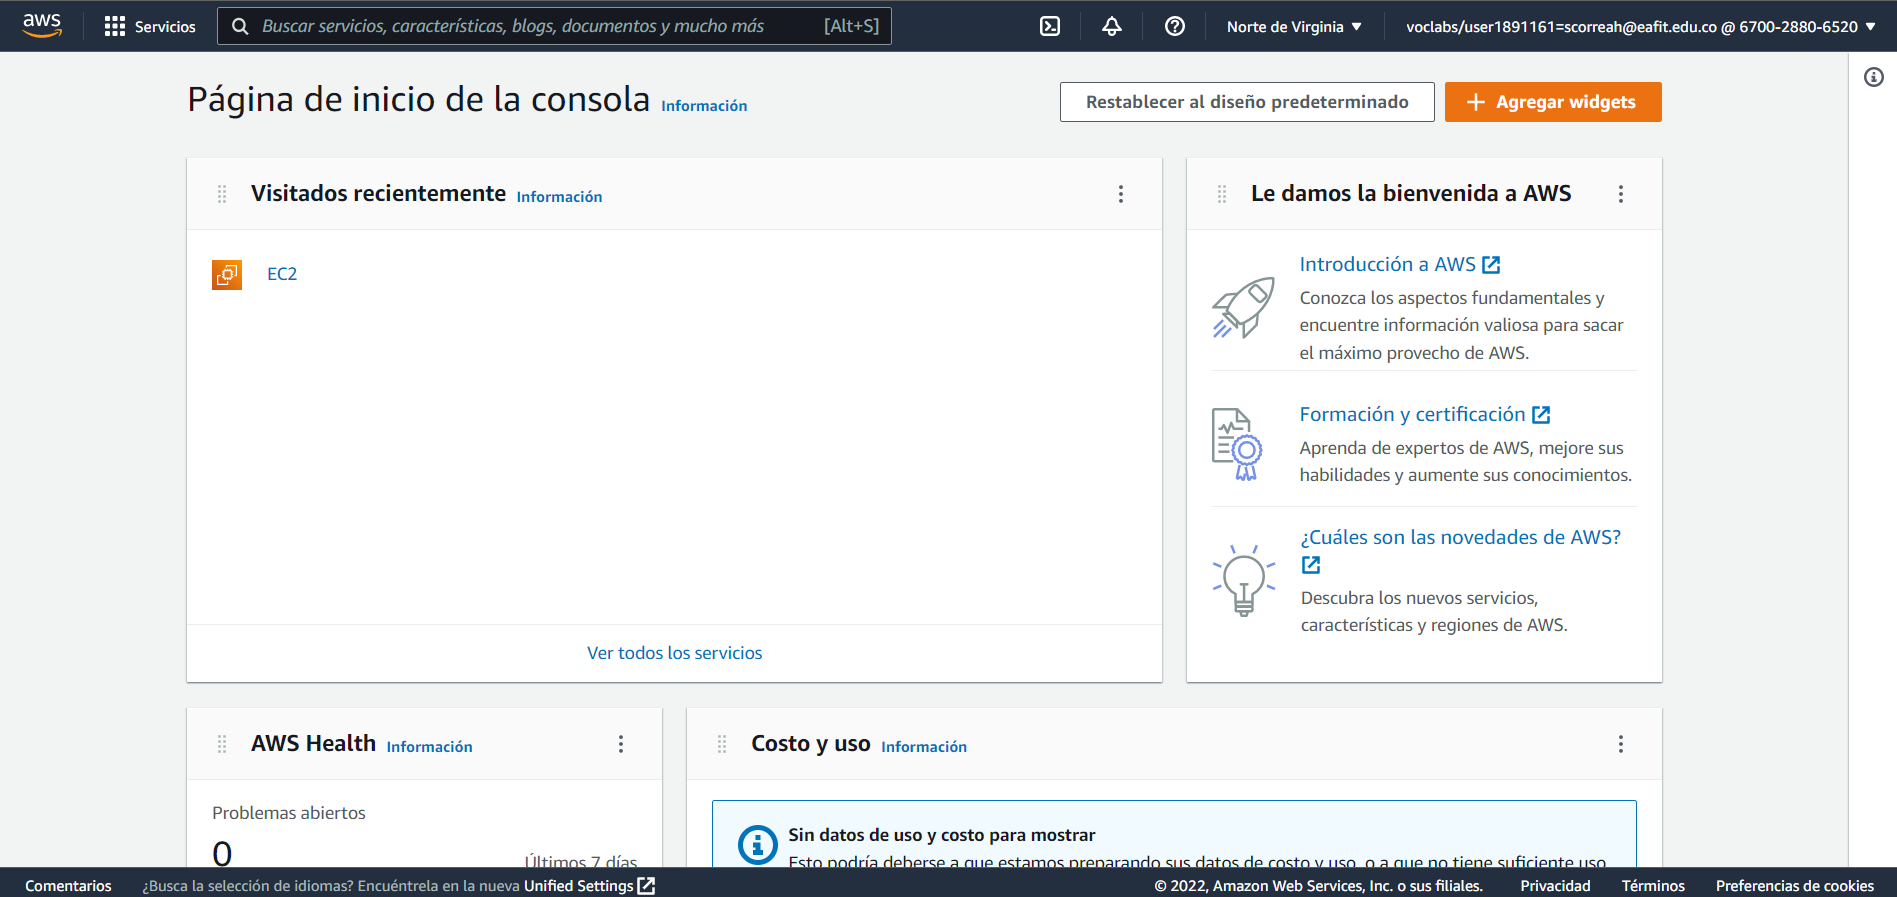 aws
Servicios
Buscar servicios, características, blogs, documentos y mucho más [Alt+S]
Norte de Virginia
voclabs/user1891161=scorreah@eafit.edu.co @ 6700-2880-6520
Página de inicio de la consola Información
Restablecer al diseño predeterminado
Agregar widgets
Visitados recientemente Información
EC2
Ver todos los servicios
Le damos la bienvenida a AWS
Introducción a AWS
Conozca los aspectos fundamentales y
encuentre información valiosa para sacar
el máximo provecho de AWS.
Formación y certificación
Aprenda de expertos de AWS, mejore sus
habilidades y aumente sus conocimientos.
¿Cuáles son las novedades de AWS?
Descubra los nuevos servicios,
características y regiones de AWS.
AWS Health Información
Problemas abiertos
0
Últimos 7 días
Costo y uso Información
Sin datos de uso y costo para mostrar
Esto podría deberse a que estamos preparando sus datos de costo y uso, o a que no tiene suficiente uso
Comentarios
¿Busca la selección de idiomas? Encuéntrela en la nueva Unified Settings
© 2022, Amazon Web Services, Inc. o sus filiales.
Privacidad
Términos
Preferencias de cookies